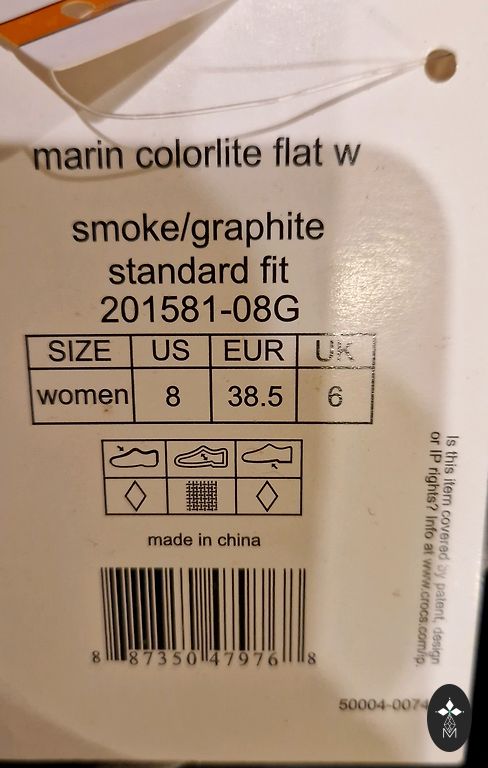 marin colorlite flat w
smoke/graphite
standard fit
201581-08G
SIZE US EUR UK
women 8 38.5 6
made in china
8 87350 47976 8
Is this item covered by patent, design
or IP rights? Info at www.crocs.com/ip.
50004-0074
M